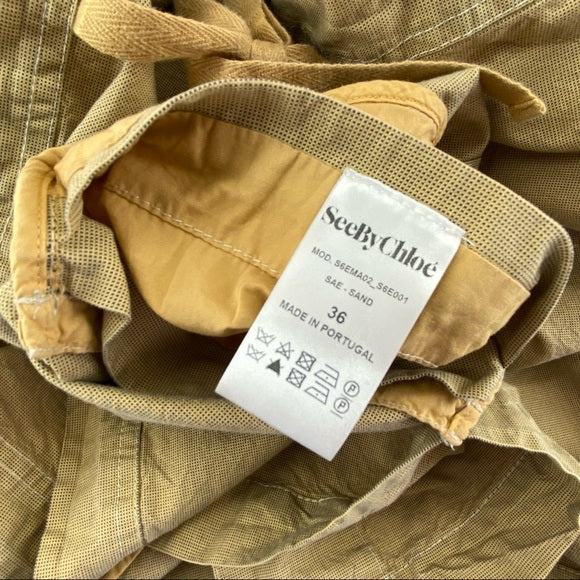 SeeByChloé
MOD. S6EMA02_S6E001
SAE - SAND
36
MADE IN PORTUGAL
P
P